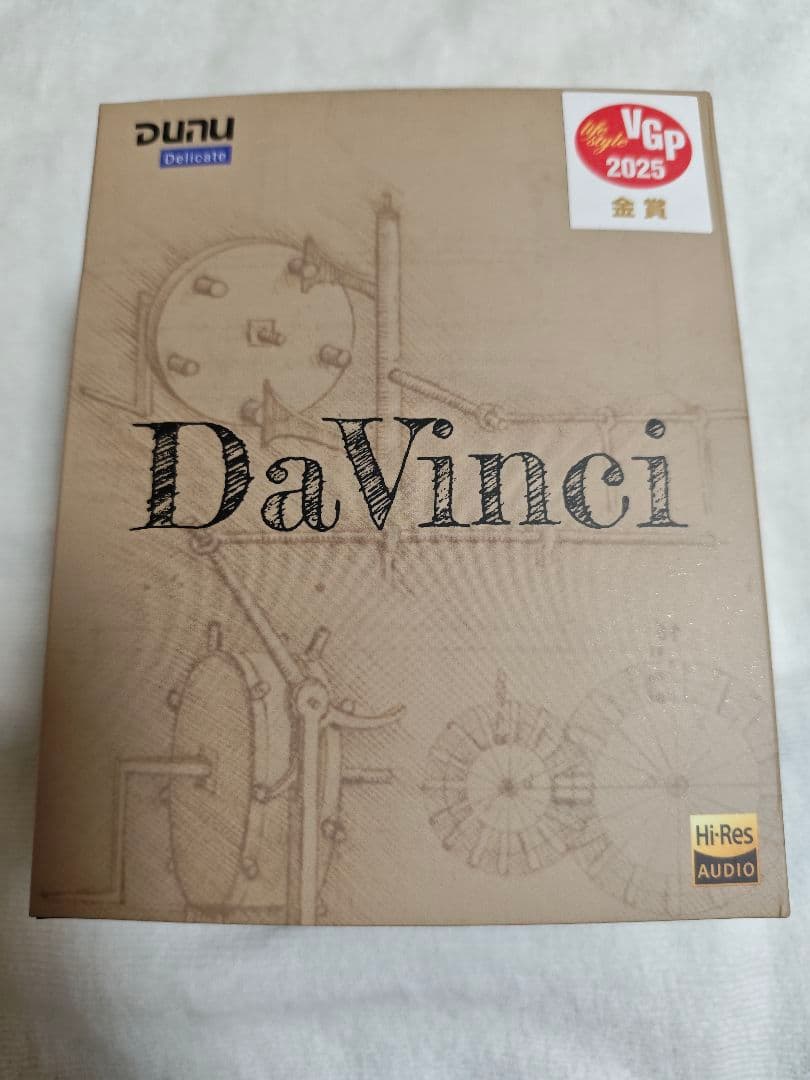 DUNU
Delicate
life style
VGP
2025
金賞
DaVinci
Hi-Res
AUDIO